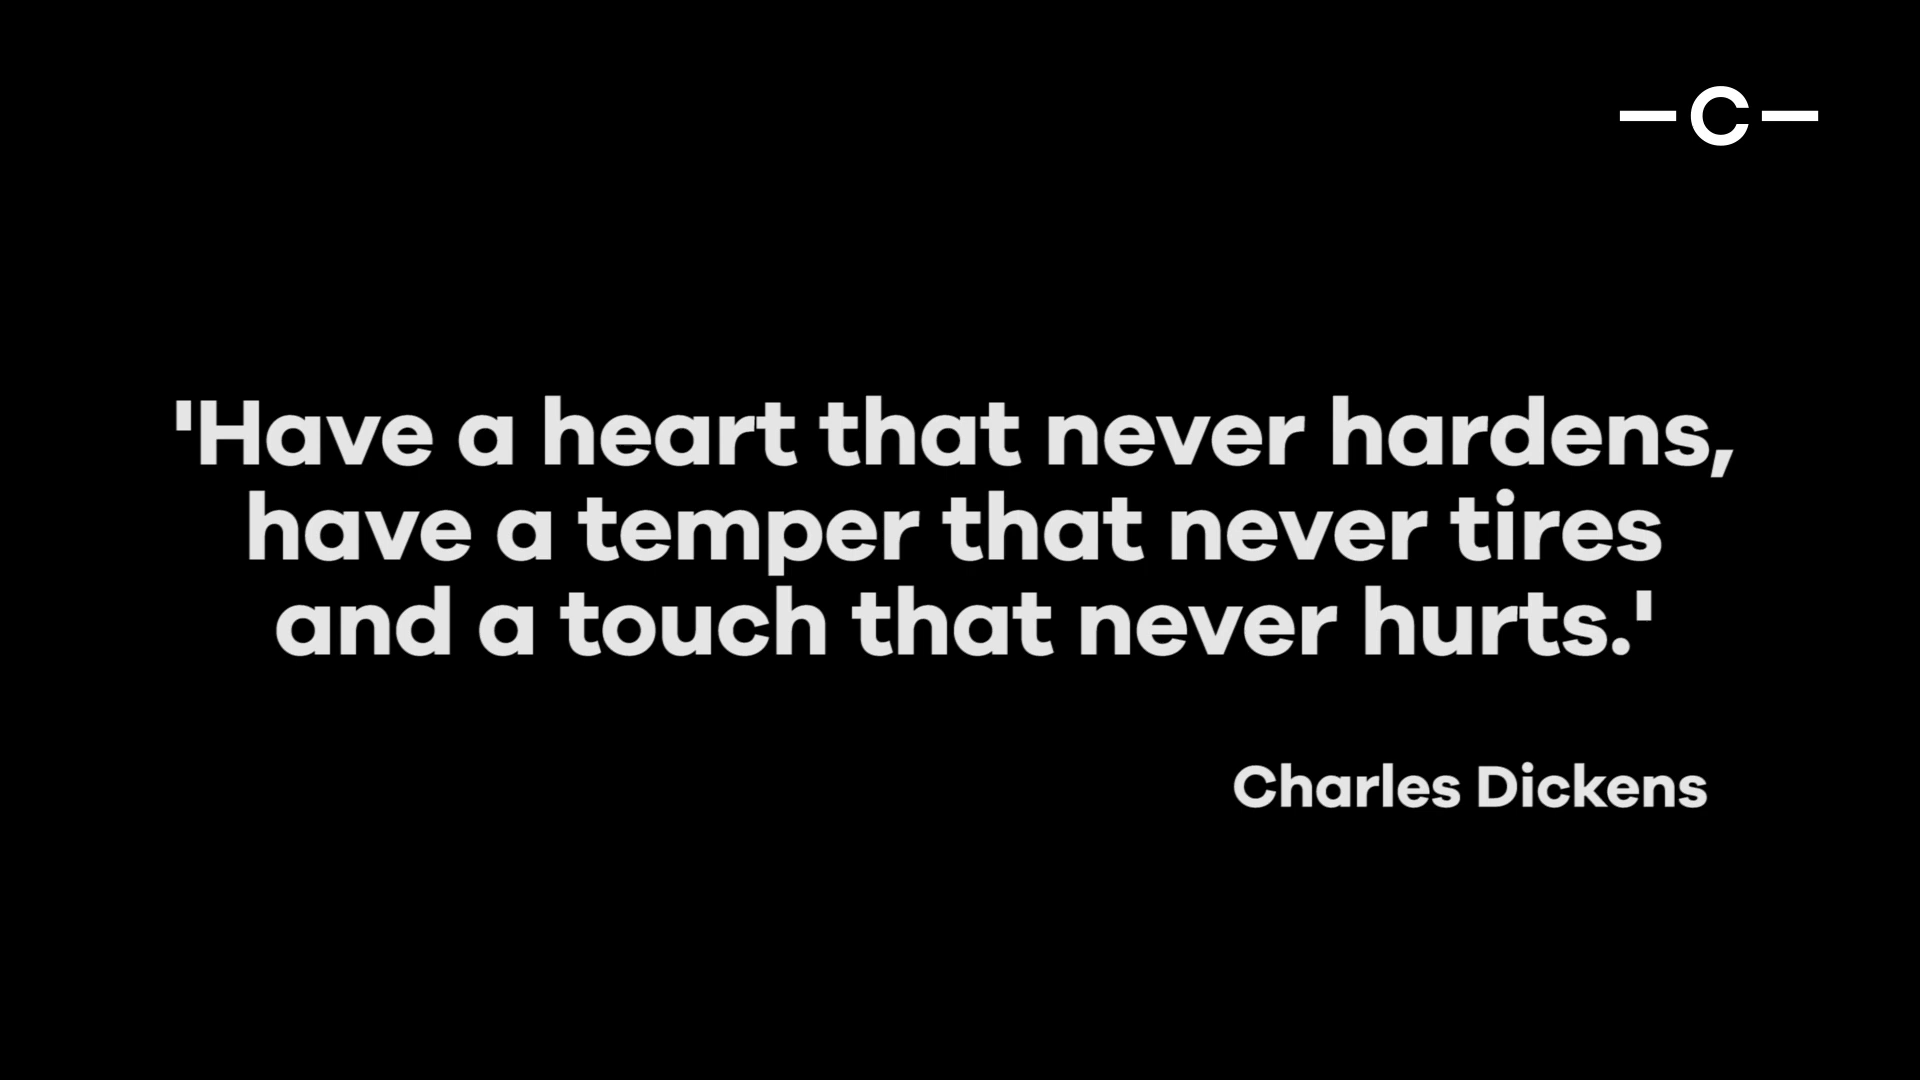 —C—
'Have a heart that never hardens,
have a temper that never tires
and a touch that never hurts.'
Charles Dickens